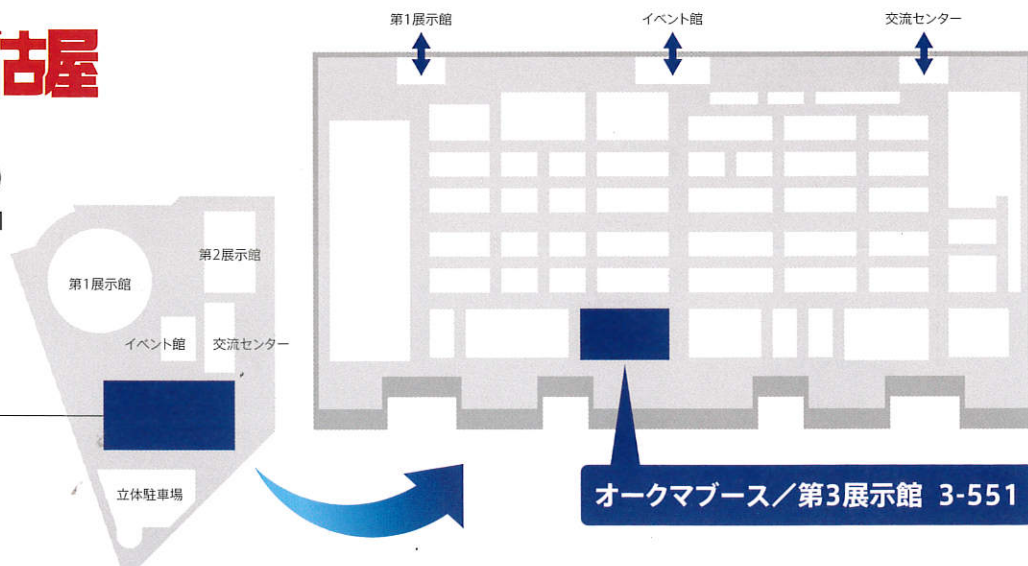 古屋
第1展示館
イベント館
交流センター
第2展示館
第1展示館
イベント館
交流センター
立体駐車場
オークマブース／第3展示館 3-551